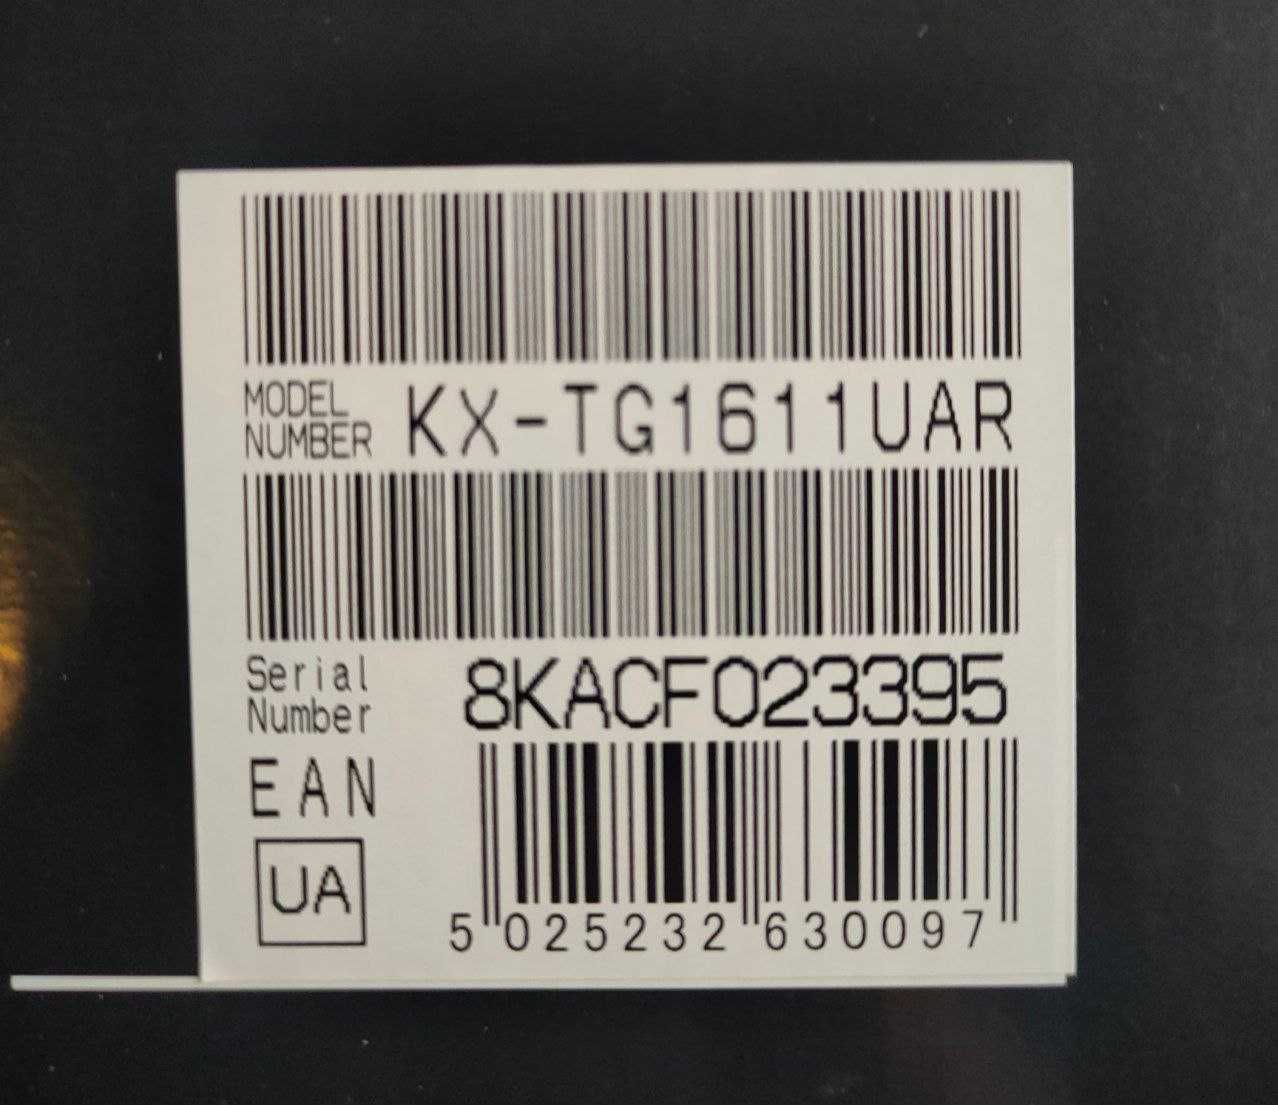 MODEL NUMBER KX-TG1611UAR
Serial Number 8KACF023395
EAN
UA
5 025232 630097